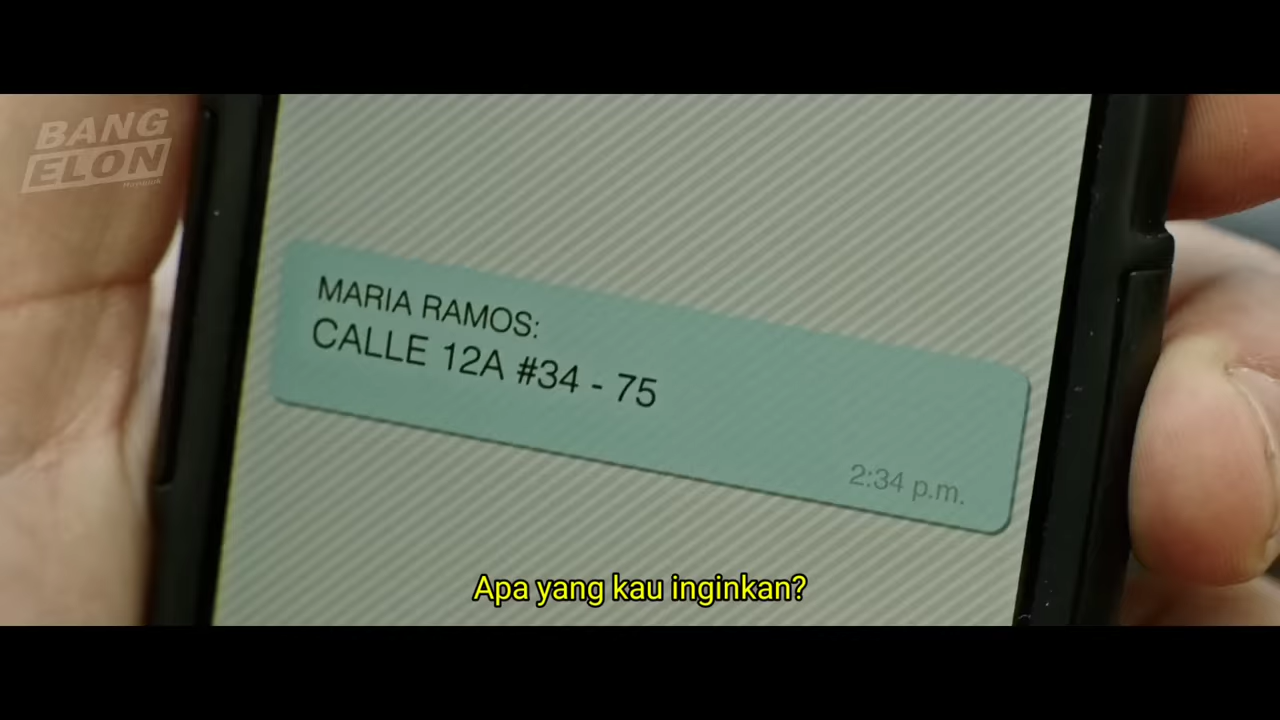 BANG
ELON
MARIA RAMOS:
CALLE 12A #34 - 75
2:34 p.m.
Apa yang kau inginkan?